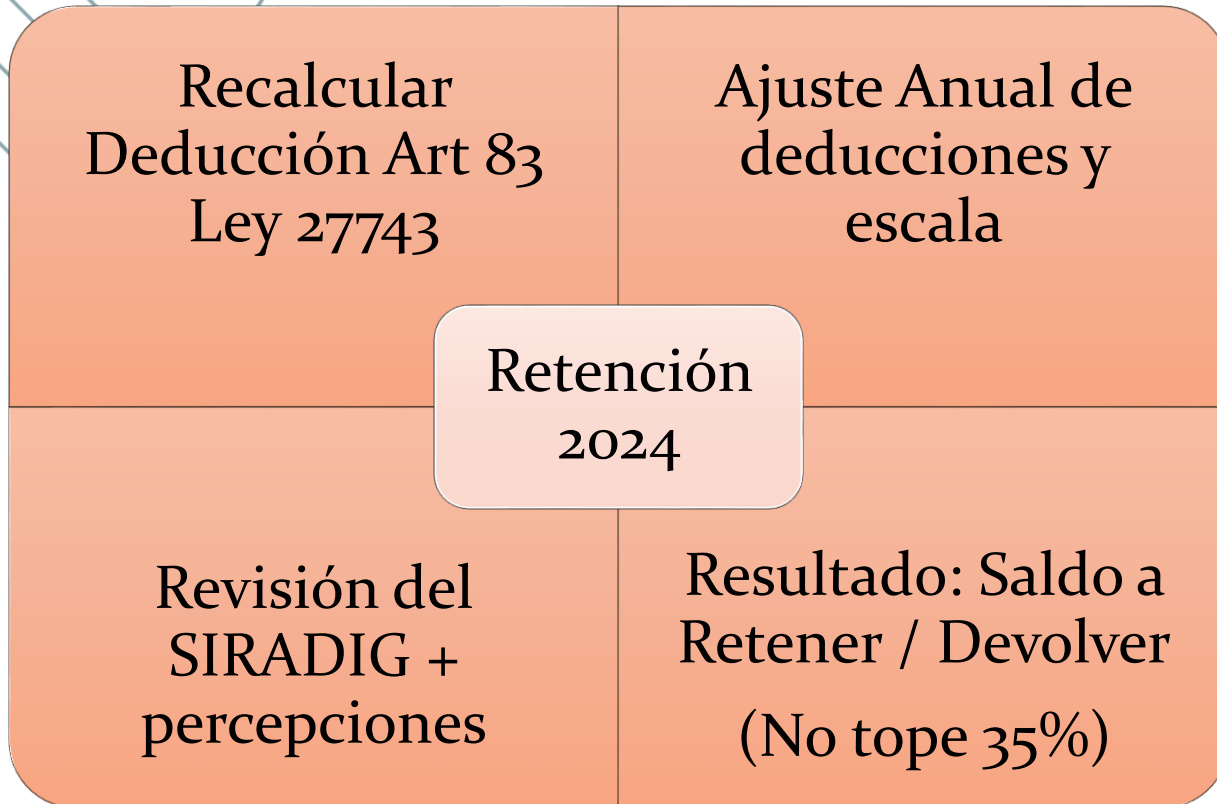 Recalcular
Deducción Art 83
Ley 27743
Ajuste Anual de
deducciones y
escala
Retención
2024
Revisión del
SIRADIG +
percepciones
Resultado: Saldo a
Retener / Devolver
(No tope 35%)